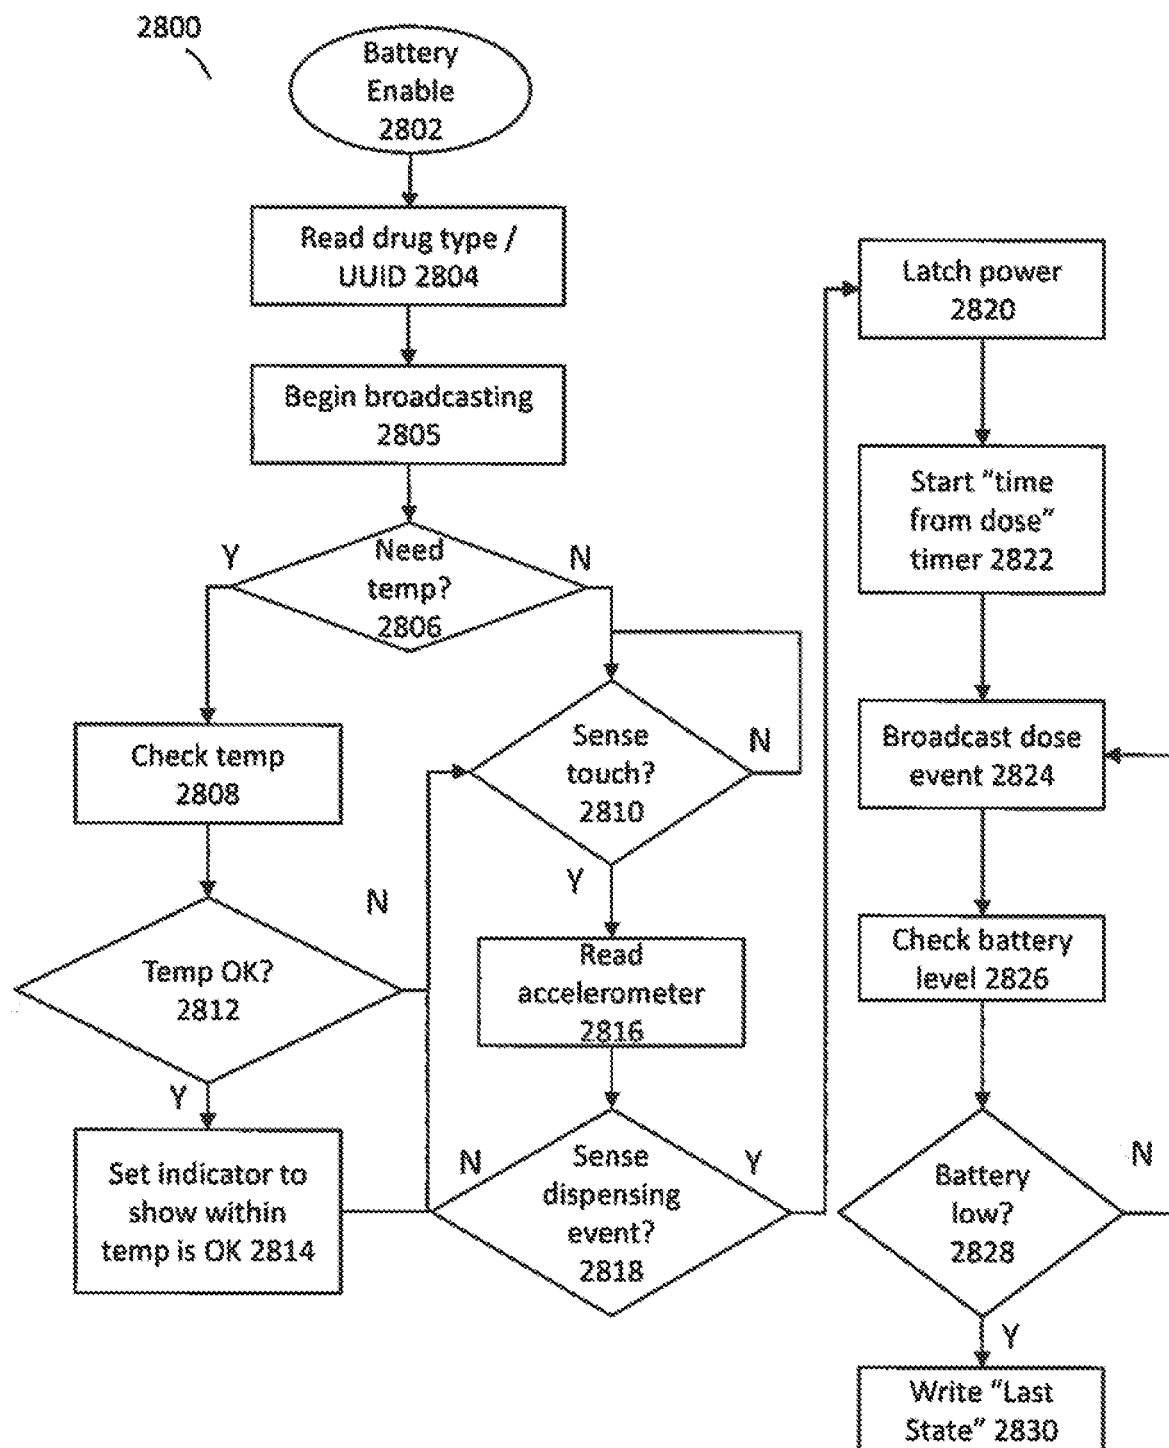 2800
Battery
Enable
2802
Read drug type /
UUID 2804
Begin broadcasting
2805
Need
temp?
2806
Y
N
Check temp
2808
Temp OK?
2812
N
Y
Set indicator to
show within
temp is OK 2814
Sense
touch?
2810
N
Y
Read
accelerometer
2816
Sense
dispensing
event?
2818
N
Y
Latch power
2820
Start “time
from dose”
timer 2822
Broadcast dose
event 2824
Check battery
level 2826
Battery
low?
2828
N
Y
Write “Last
State” 2830